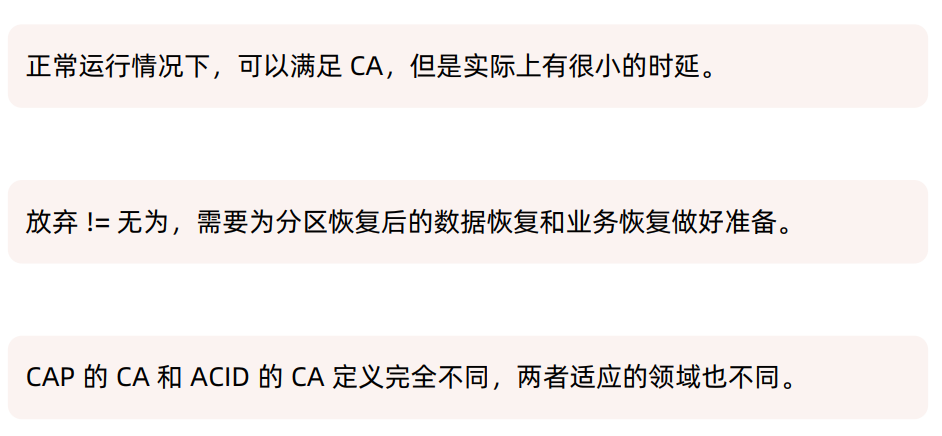 正常运行情况下，可以满足 CA，但是实际上有很小的时延。
放弃 != 无为，需要为分区恢复后的数据恢复和业务恢复做好准备。
CAP 的 CA 和 ACID 的 CA 定义完全不同，两者适应的领域也不同。